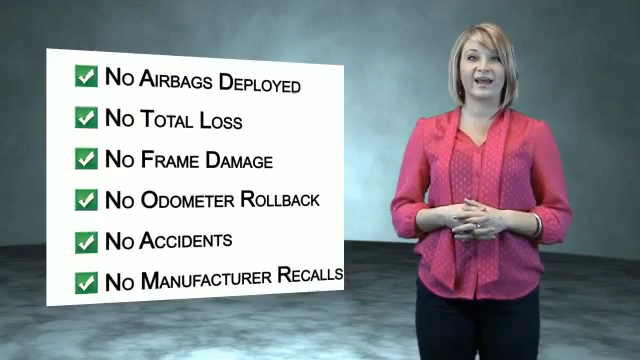 No Airbags Deployed
No Total Loss
No Frame Damage
No Odometer Rollback
No Accidents
No Manufacturer Recalls